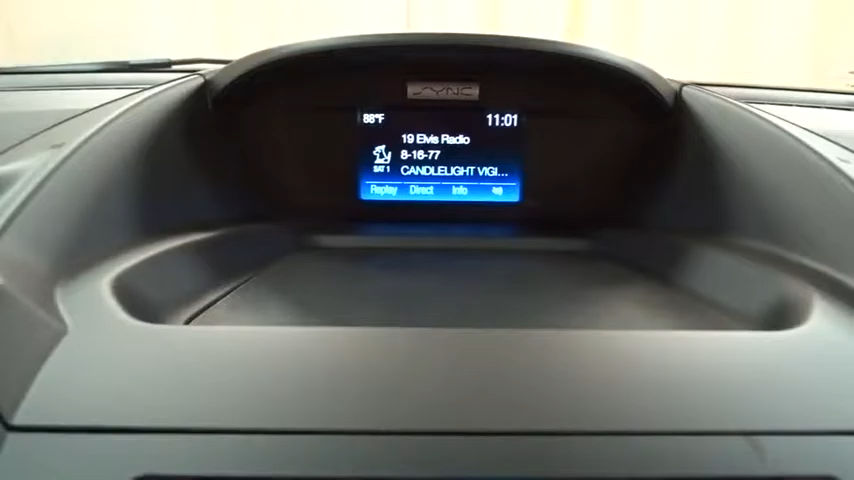 SYNC
88°F 11:01
19 Elvis Radio
8-16-77
SAT 1 CANDLELIGHT VIGI...
Replay Direct Info